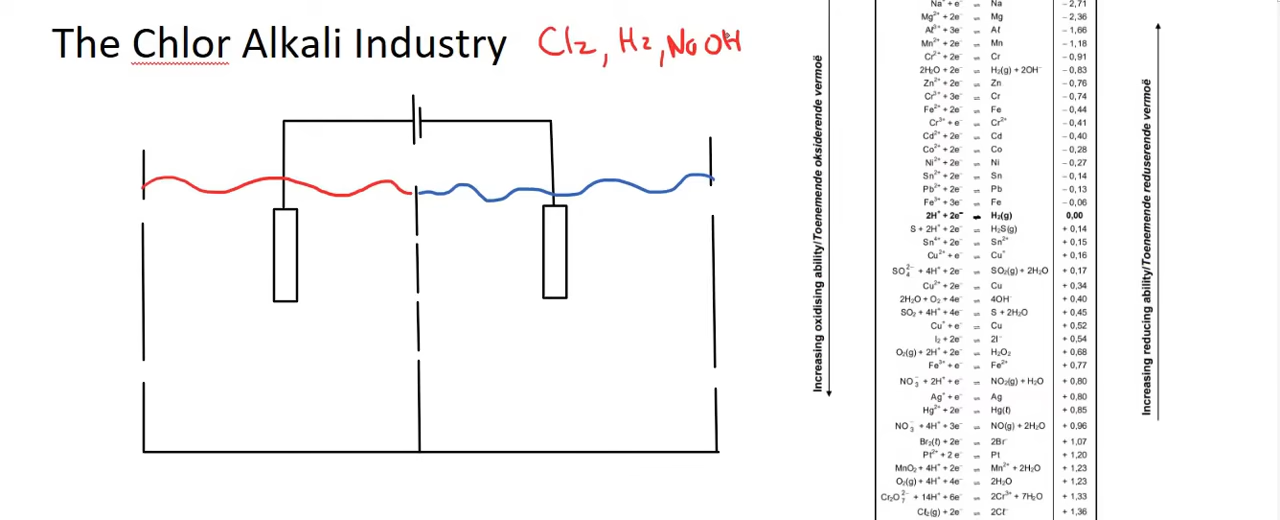 The Chlor Alkali Industry Cl2, H2, NaOH
Increasing oxidising ability/Toenemende oksiderende vermoë
Na⁺ + e⁻ ⇌ Na – 2,71
Mg²⁺ + 2e⁻ ⇌ Mg – 2,36
Aℓ³⁺ + 3e⁻ ⇌ Aℓ – 1,66
Mn²⁺ + 2e⁻ ⇌ Mn – 1,18
Cr²⁺ + 2e⁻ ⇌ Cr – 0,91
2H₂O + 2e⁻ ⇌ H₂(g) + 2OH⁻ – 0,83
Zn²⁺ + 2e⁻ ⇌ Zn – 0,76
Cr³⁺ + 3e⁻ ⇌ Cr – 0,74
Fe²⁺ + 2e⁻ ⇌ Fe – 0,44
Cr³⁺ + e⁻ ⇌ Cr²⁺ – 0,41
Cd²⁺ + 2e⁻ ⇌ Cd – 0,40
Co²⁺ + 2e⁻ ⇌ Co – 0,28
Ni²⁺ + 2e⁻ ⇌ Ni – 0,27
Sn²⁺ + 2e⁻ ⇌ Sn – 0,14
Pb²⁺ + 2e⁻ ⇌ Pb – 0,13
Fe³⁺ + 3e⁻ ⇌ Fe – 0,06
2H⁺ + 2e⁻ ⇌ H₂(g) 0,00
S + 2H⁺ + 2e⁻ ⇌ H₂S(g) + 0,14
Sn⁴⁺ + 2e⁻ ⇌ Sn²⁺ + 0,15
Cu²⁺ + e⁻ ⇌ Cu⁺ + 0,16
SO₄²⁻ + 4H⁺ + 2e⁻ ⇌ SO₂(g) + 2H₂O + 0,17
Cu²⁺ + 2e⁻ ⇌ Cu + 0,34
2H₂O + O₂ + 4e⁻ ⇌ 4OH⁻ + 0,40
SO₂ + 4H⁺ + 4e⁻ ⇌ S + 2H₂O + 0,45
Cu⁺ + e⁻ ⇌ Cu + 0,52
I₂ + 2e⁻ ⇌ 2I⁻ + 0,54
O₂(g) + 2H⁺ + 2e⁻ ⇌ H₂O₂ + 0,68
Fe³⁺ + e⁻ ⇌ Fe²⁺ + 0,77
NO₃⁻ + 2H⁺ + e⁻ ⇌ NO₂(g) + H₂O + 0,80
Ag⁺ + e⁻ ⇌ Ag + 0,80
Hg²⁺ + 2e⁻ ⇌ Hg(ℓ) + 0,85
NO₃⁻ + 4H⁺ + 3e⁻ ⇌ NO(g) + 2H₂O + 0,96
Br₂(ℓ) + 2e⁻ ⇌ 2Br⁻ + 1,07
Pt²⁺ + 2 e⁻ ⇌ Pt + 1,20
MnO₂ + 4H⁺ + 2e⁻ ⇌ Mn²⁺ + 2H₂O + 1,23
O₂(g) + 4H⁺ + 4e⁻ ⇌ 2H₂O + 1,23
Cr₂O₇²⁻ + 14H⁺ + 6e⁻ ⇌ 2Cr³⁺ + 7H₂O + 1,33
Cℓ₂(g) + 2e⁻ ⇌ 2Cℓ⁻ + 1,36
Increasing reducing ability/Toenemende reduserende vermoë